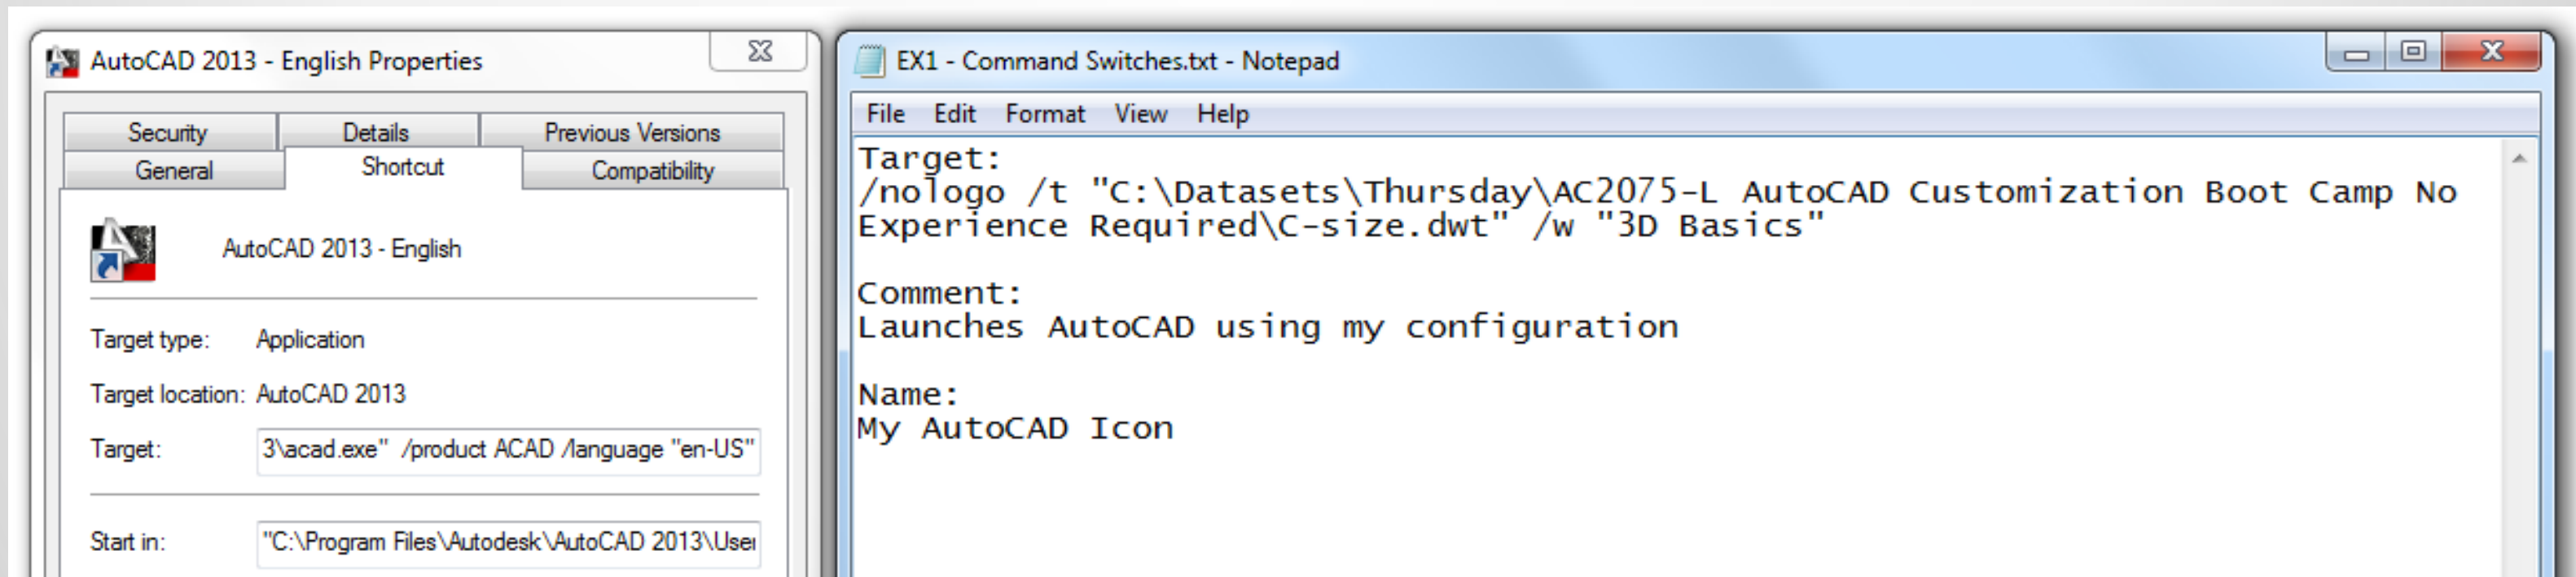 AutoCAD 2013 - English Properties
Security Details Previous Versions
General Shortcut Compatibility
AutoCAD 2013 - English
Target type: Application
Target location: AutoCAD 2013
Target: 3\acad.exe"  /product ACAD /language "en-US"
Start in: "C:\Program Files\Autodesk\AutoCAD 2013\User
EX1 - Command Switches.txt - Notepad
File Edit Format View Help
Target:
/nologo /t "C:\Datasets\Thursday\AC2075-L AutoCAD Customization Boot Camp No
Experience Required\C-size.dwt" /w "3D Basics"
Comment:
Launches AutoCAD using my configuration
Name:
My AutoCAD Icon